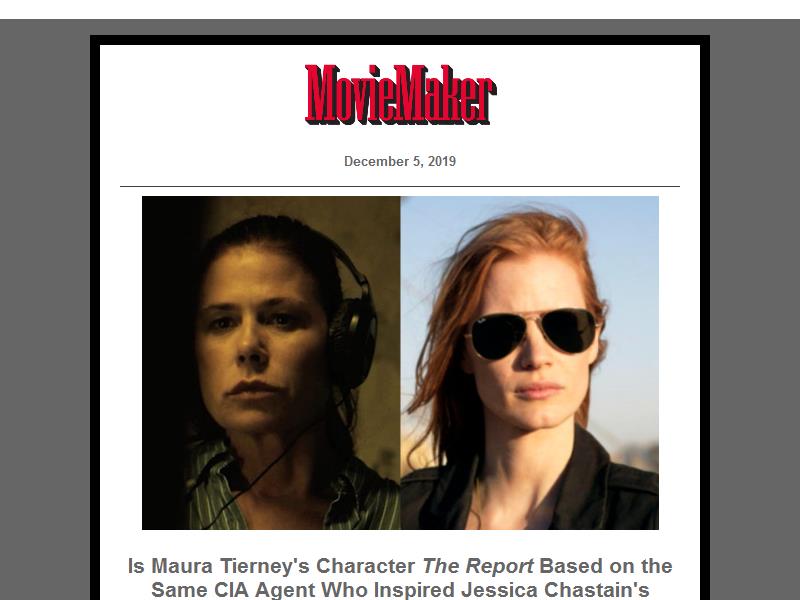 MovieMaker
December 5, 2019
Is Maura Tierney's Character The Report Based on the
Same CIA Agent Who Inspired Jessica Chastain's